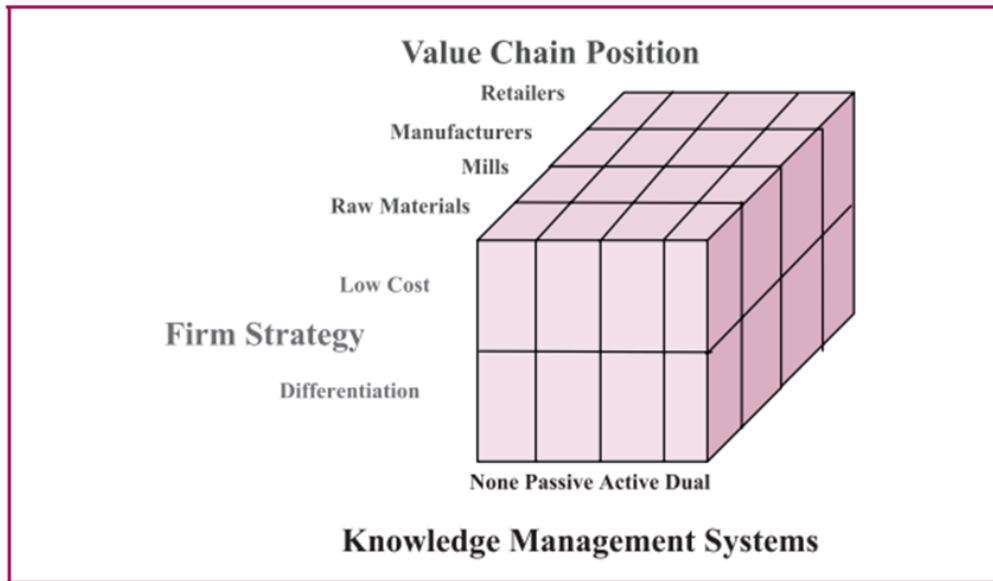 Value Chain Position
Retailers
Manufacturers
Mills
Raw Materials
Low Cost
Firm Strategy
Differentiation
None Passive Active Dual
Knowledge Management Systems